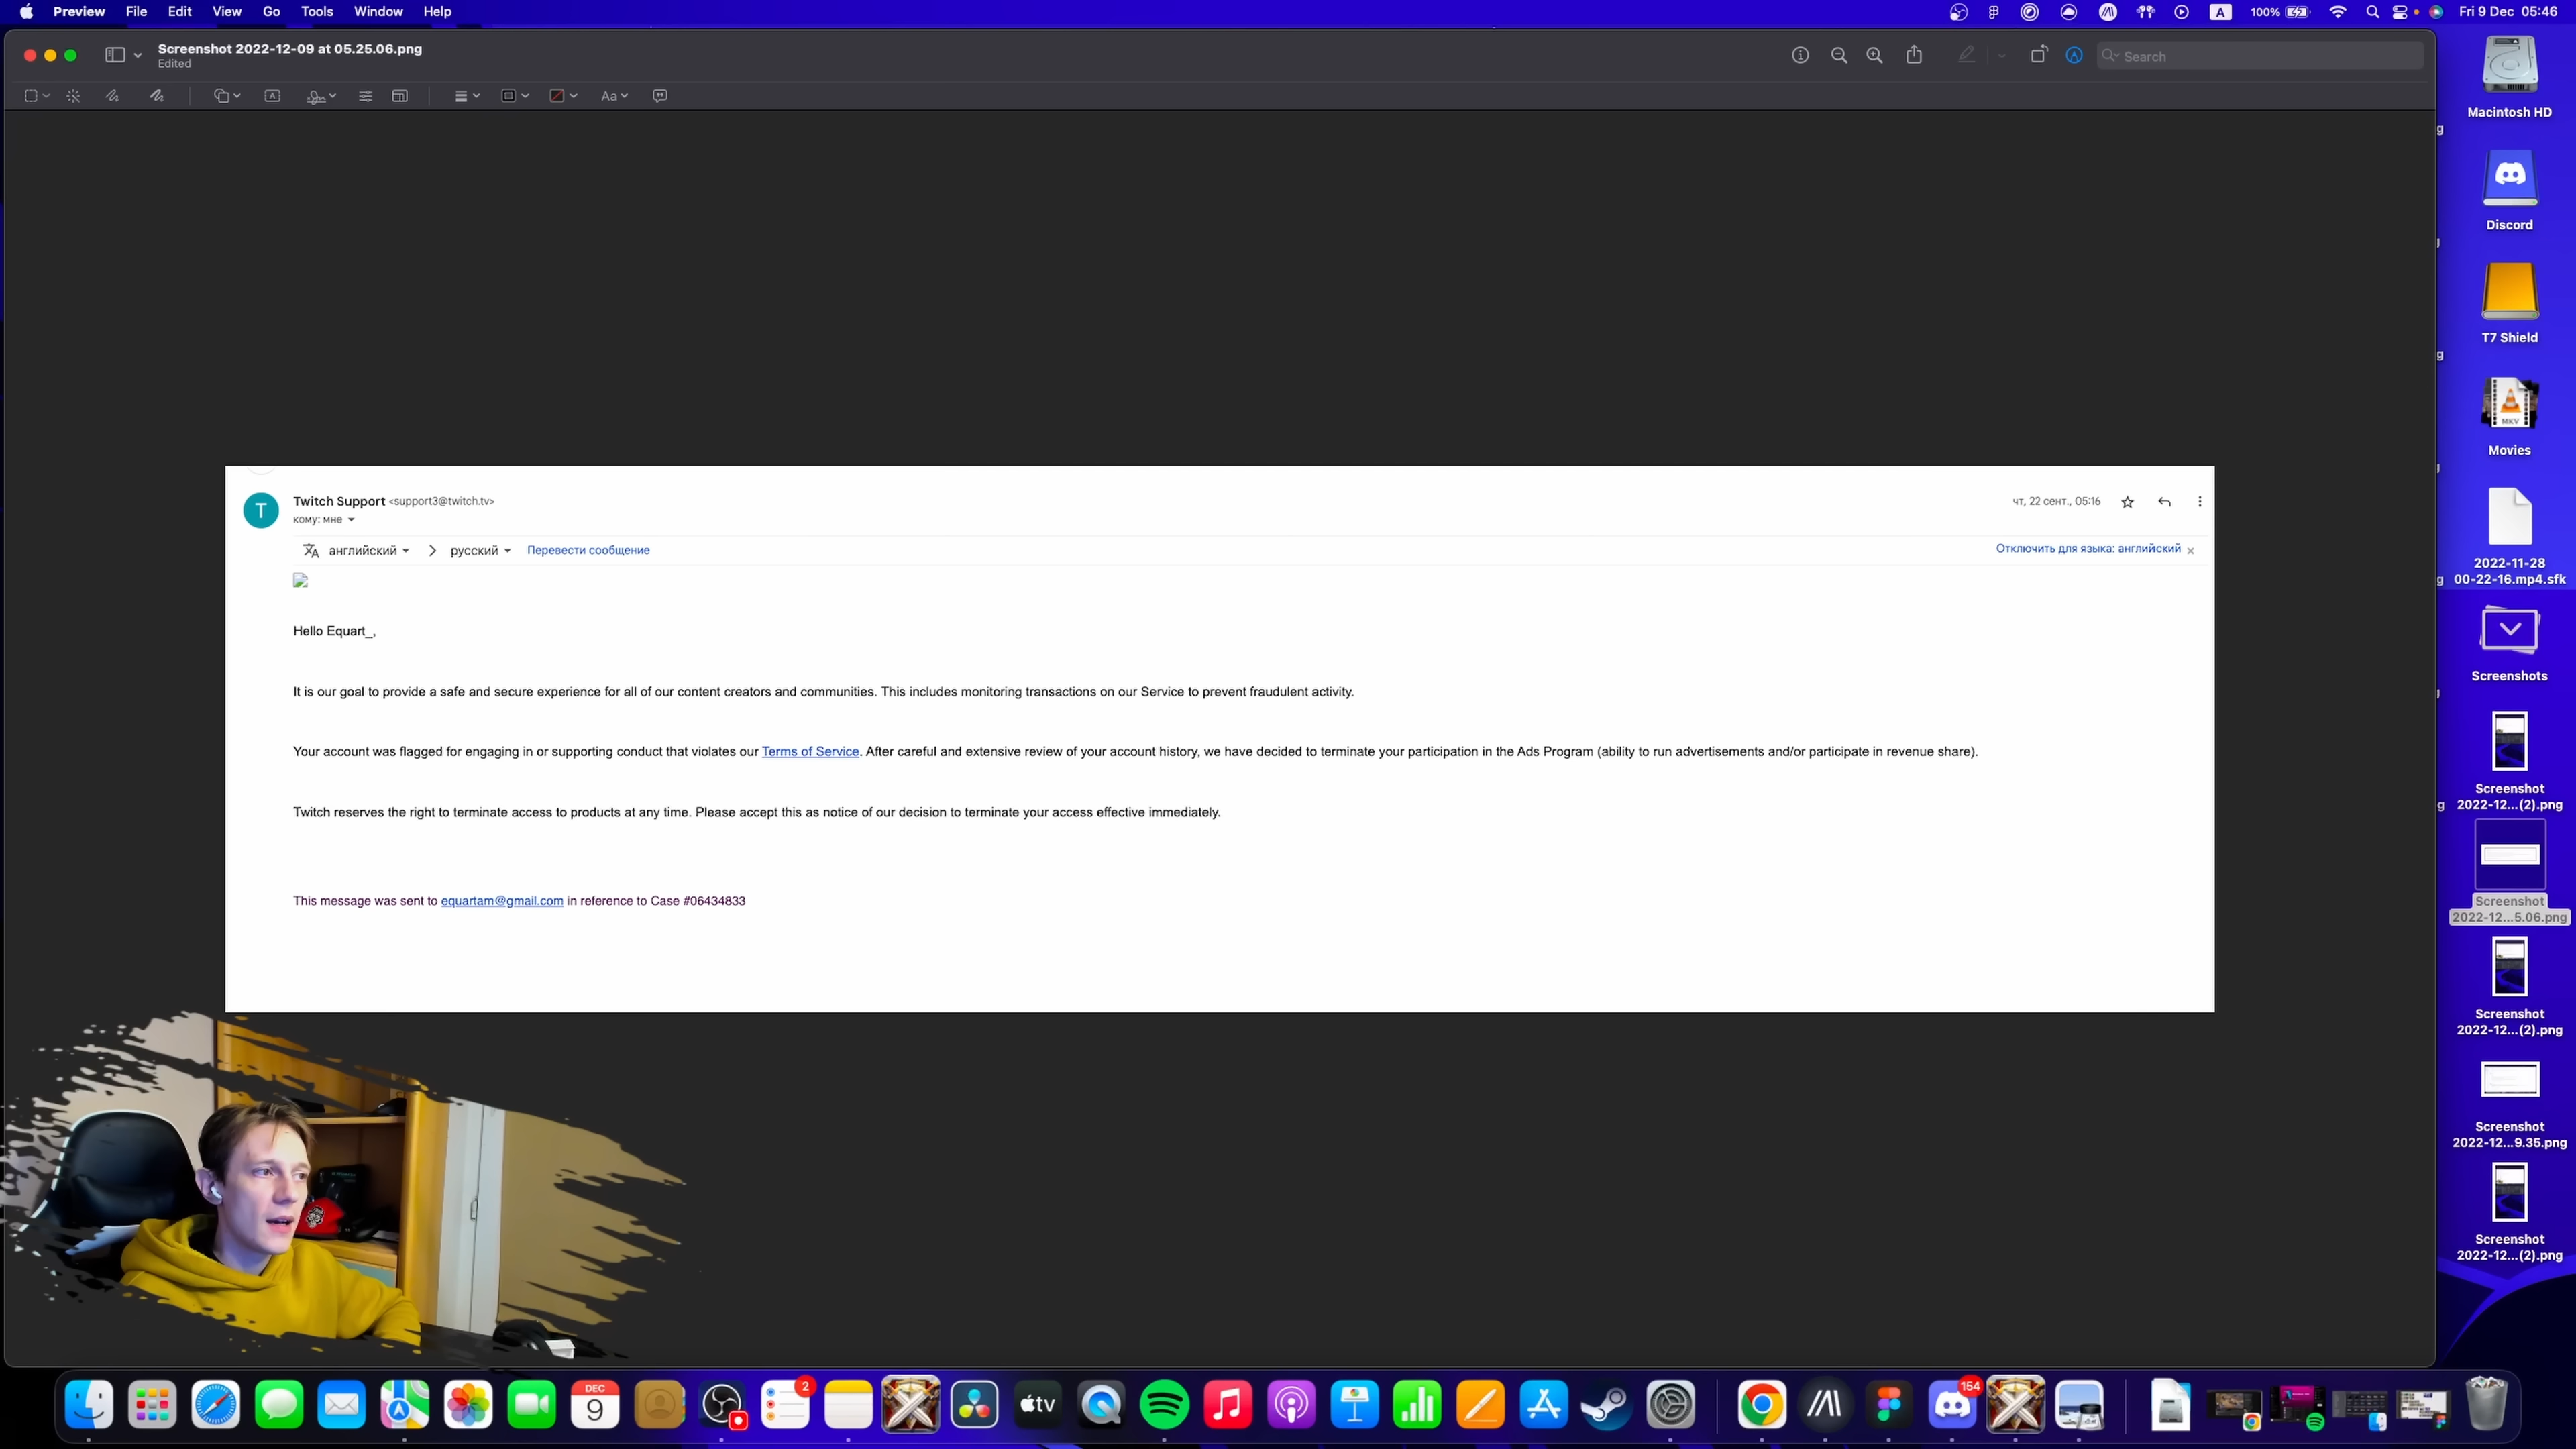 Preview File Edit View Go Tools Window Help
A 100% Fri 9 Dec 05:46
Screenshot 2022-12-09 at 05.25.06.png
Edited
Search
Aa
Macintosh HD
Discord
T7 Shield
MKV
Movies
2022-11-28
00-22-16.mp4.sfk
Screenshots
Screenshot
2022-12...(2).png
Screenshot
2022-12...5.06.png
Screenshot
2022-12...(2).png
Screenshot
2022-12...9.35.png
Screenshot
2022-12...(2).png
T
Twitch Support <support3@twitch.tv>
чт, 22 сент., 05:16
кому: мне
английский > русский Перевести сообщение
Отключить для языка: английский ×
Hello Equart_,
It is our goal to provide a safe and secure experience for all of our content creators and communities. This includes monitoring transactions on our Service to prevent fraudulent activity.
Your account was flagged for engaging in or supporting conduct that violates our Terms of Service. After careful and extensive review of your account history, we have decided to terminate your participation in the Ads Program (ability to run advertisements and/or participate in revenue share).
Twitch reserves the right to terminate access to products at any time. Please accept this as notice of our decision to terminate your access effective immediately.
This message was sent to equartam@gmail.com in reference to Case #06434833
DEC
9
2
tv
154